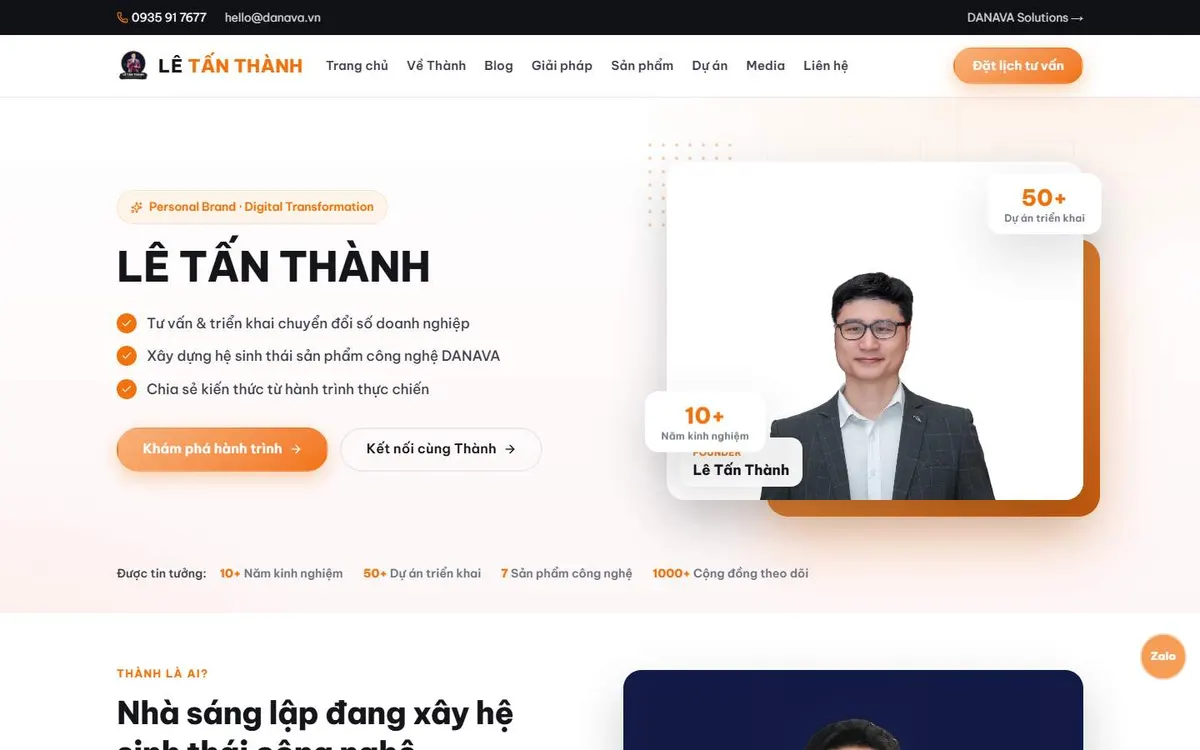 0935 91 7677
hello@danava.vn
DANAVA Solutions →
LÊ TẤN THÀNH
Trang chủ
Về Thành
Blog
Giải pháp
Sản phẩm
Dự án
Media
Liên hệ
Đặt lịch tư vấn
Personal Brand · Digital Transformation
LÊ TẤN THÀNH
Tư vấn & triển khai chuyển đổi số doanh nghiệp
Xây dựng hệ sinh thái sản phẩm công nghệ DANAVA
Chia sẻ kiến thức từ hành trình thực chiến
Khám phá hành trình →
Kết nối cùng Thành →
50+
Dự án triển khai
10+
Năm kinh nghiệm
FOUNDER
Lê Tấn Thành
Được tin tưởng: 10+ Năm kinh nghiệm 50+ Dự án triển khai 7 Sản phẩm công nghệ 1000+ Cộng đồng theo dõi
Zalo
THÀNH LÀ AI?
Nhà sáng lập đang xây hệ
sinh thái công nghệ